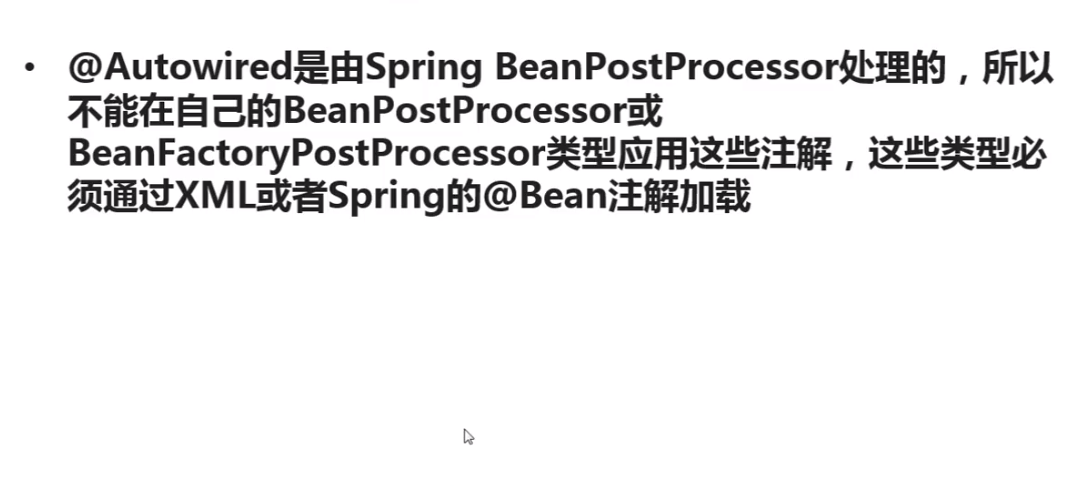 • @Autowired是由Spring BeanPostProcessor处理的，所以
不能在自己的BeanPostProcessor或
BeanFactoryPostProcessor类型应用这些注解，这些类型必
须通过XML或者Spring的@Bean注解加载